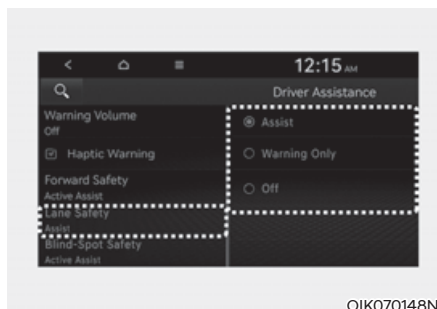 12:15 AM
Driver Assistance
Warning Volume
Off
Haptic Warning
Forward Safety
Active Assist
Lane Safety
Assist
Blind-Spot Safety
Active Assist
Assist
Warning Only
Off
OIK070148N